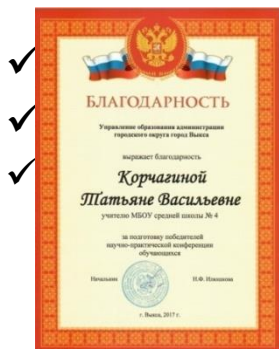 БЛАГОДАРНОСТЬ
Управление образования администрации
городского округа город Выкса
выражает благодарность
Корчагиной
Татьяне Васильевне
учителю МБОУ средней школы № 4
за подготовку победителей
научно-практической конференции
обучающихся
Начальник И.Ф.
г. Выкса, 2017 г.